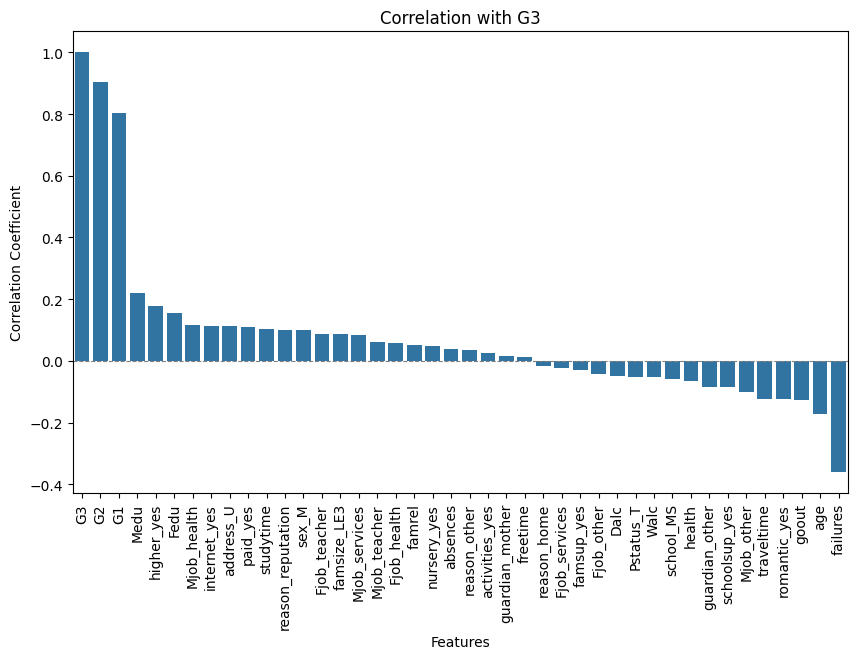 Correlation with G3
Correlation Coefficient
1.0
0.8
0.6
0.4
0.2
0.0
−0.2
−0.4
G3
G2
G1
Medu
higher_yes
Fedu
Mjob_health
internet_yes
address_U
paid_yes
studytime
reason_reputation
sex_M
Fjob_teacher
famsize_LE3
Mjob_services
Mjob_teacher
Fjob_health
famrel
nursery_yes
absences
reason_other
activities_yes
guardian_mother
freetime
reason_home
Fjob_services
famsup_yes
Fjob_other
Dalc
Pstatus_T
Walc
school_MS
health
guardian_other
schoolsup_yes
Mjob_other
traveltime
romantic_yes
goout
age
failures
Features